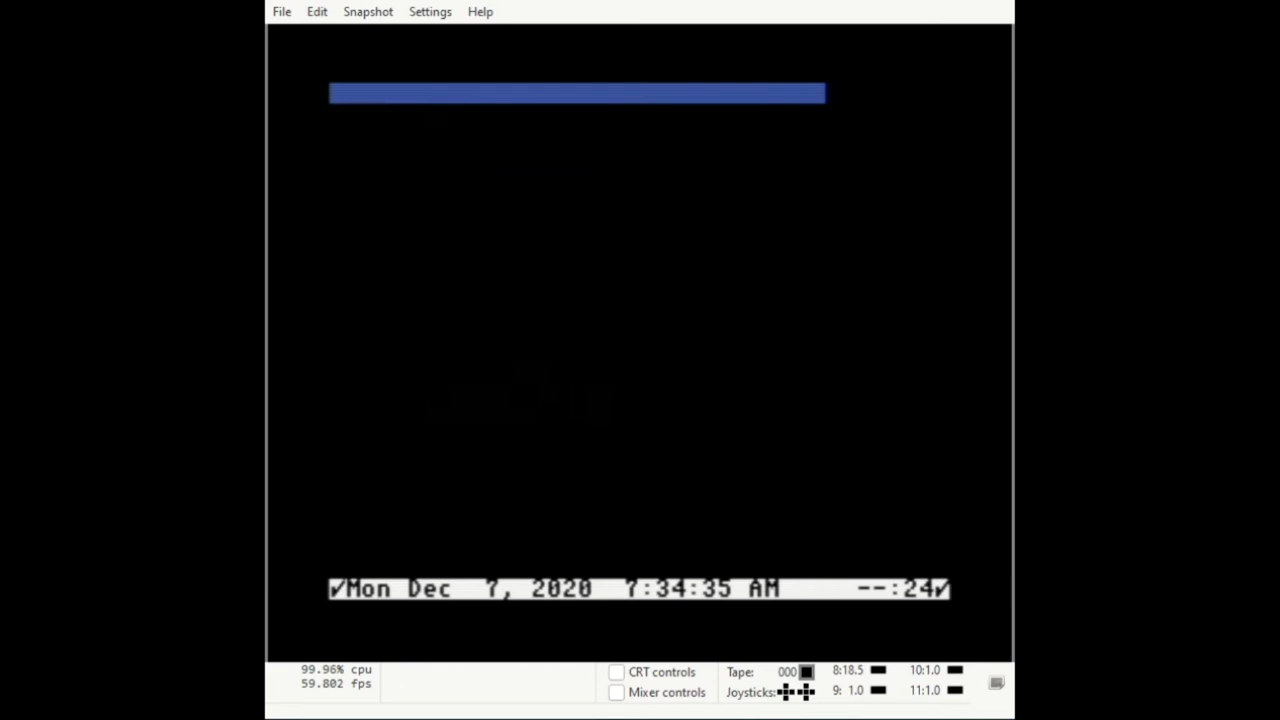 File Edit Snapshot Settings Help
✓Mon Dec 7, 2020 7:34:35 AM --:24✓
99.96% cpu
59.802 fps
CRT controls
Mixer controls
Tape: 000
Joysticks:
8:18.5 10:1.0
9: 1.0 11:1.0